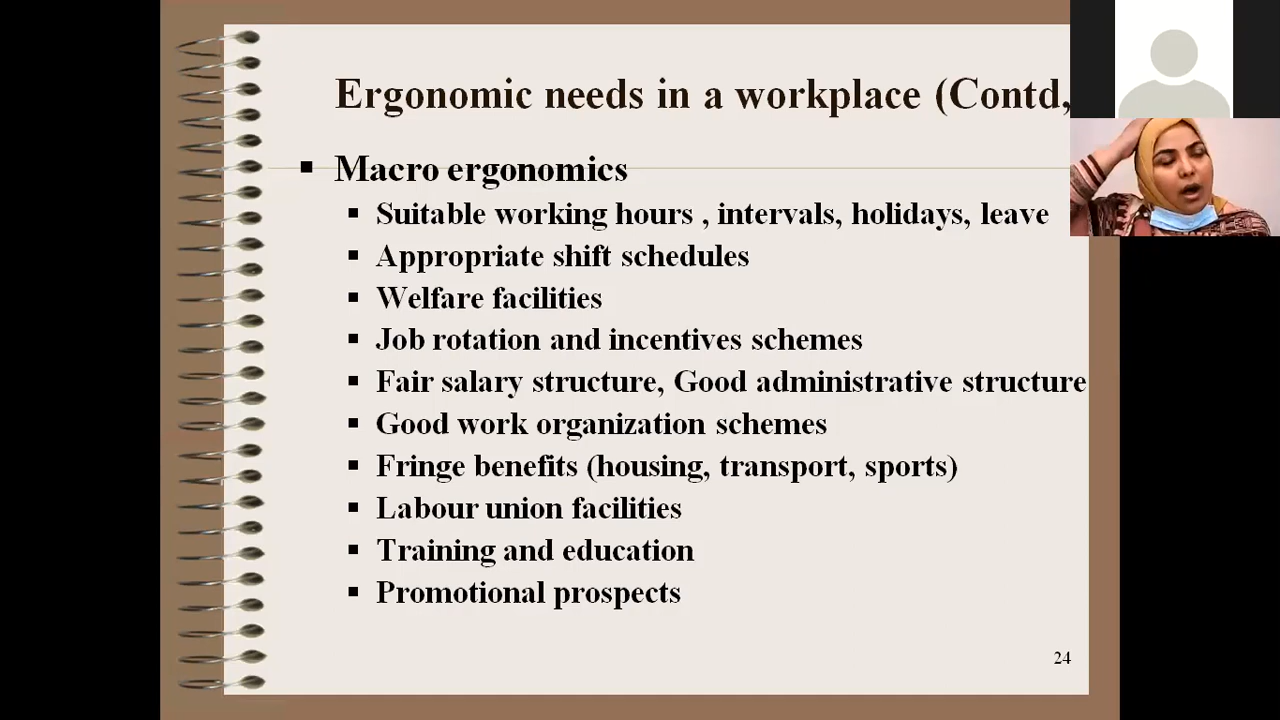 Ergonomic needs in a workplace (Contd,
Macro ergonomics
Suitable working hours , intervals, holidays, leave
Appropriate shift schedules
Welfare facilities
Job rotation and incentives schemes
Fair salary structure, Good administrative structure
Good work organization schemes
Fringe benefits (housing, transport, sports)
Labour union facilities
Training and education
Promotional prospects
24